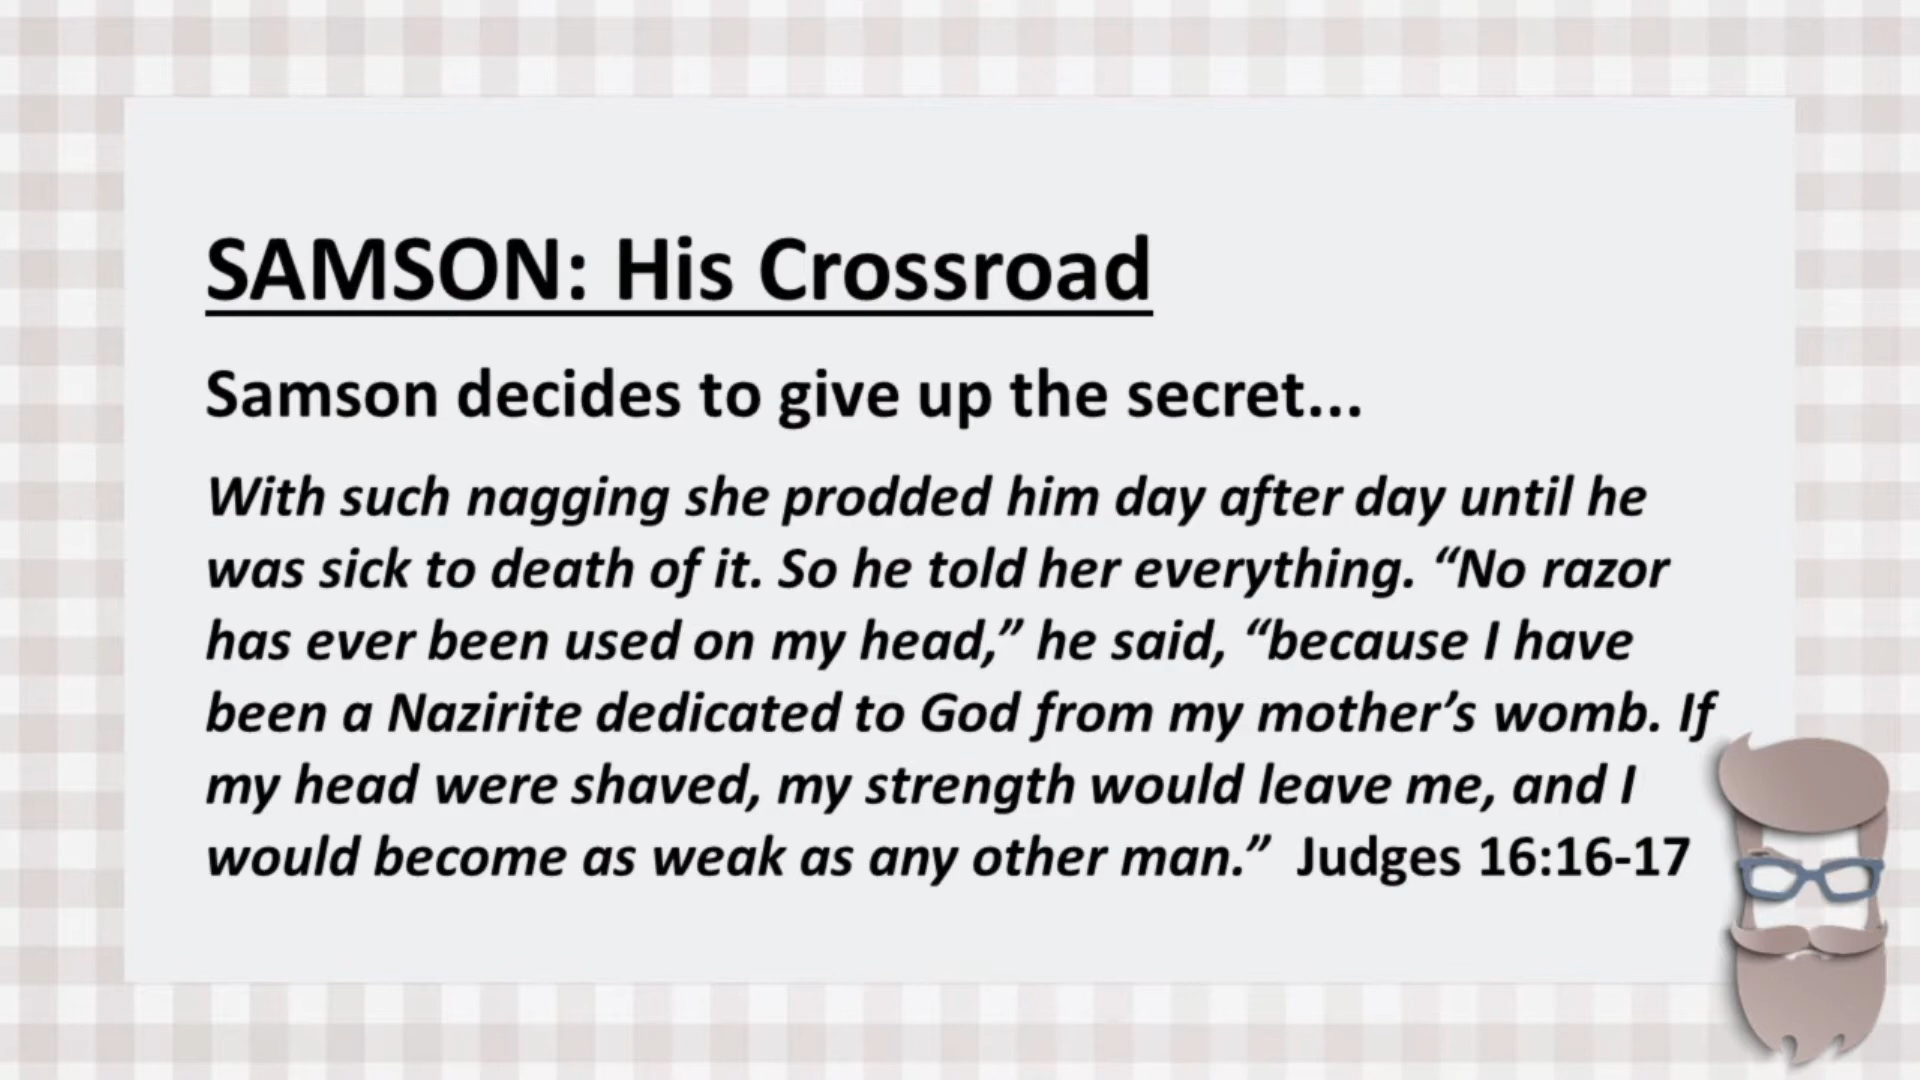 SAMSON: His Crossroad
Samson decides to give up the secret...
With such nagging she prodded him day after day until he
was sick to death of it. So he told her everything. “No razor
has ever been used on my head,” he said, “because I have
been a Nazirite dedicated to God from my mother’s womb. If
my head were shaved, my strength would leave me, and I
would become as weak as any other man.” Judges 16:16-17